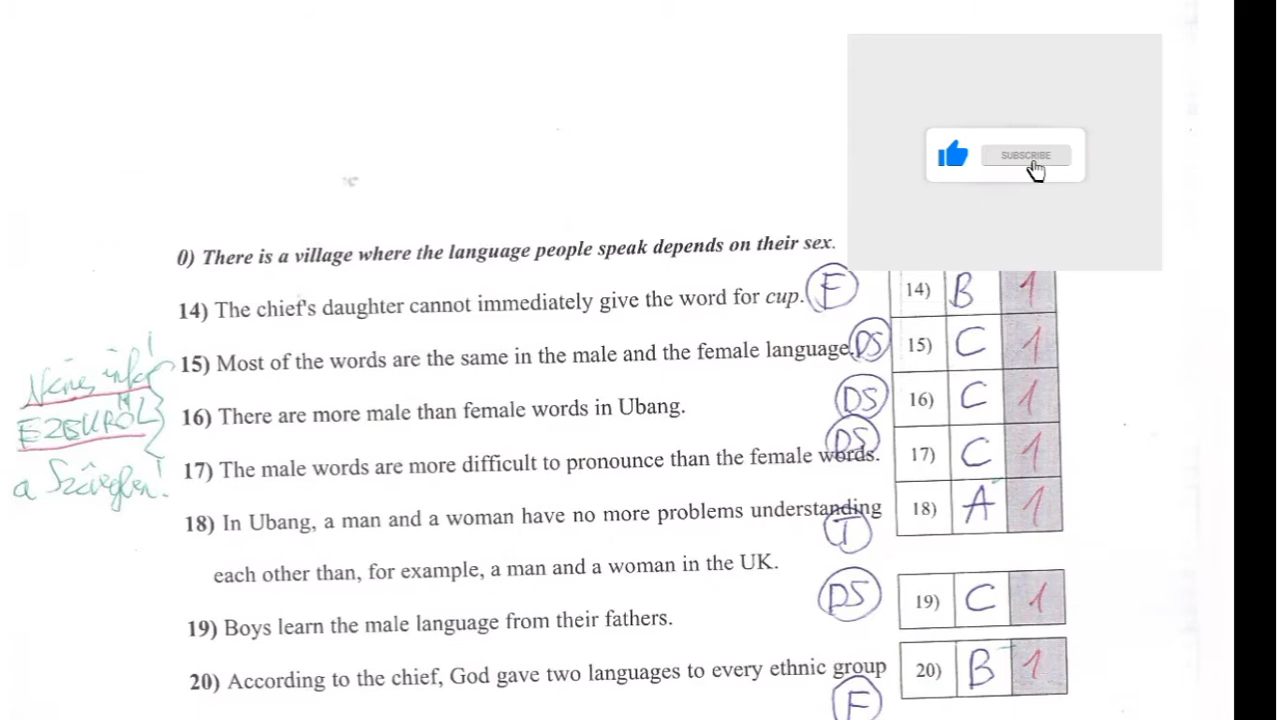 SUBSCRIBE
0) There is a village where the language people speak depends on their sex.
14) The chief's daughter cannot immediately give the word for cup. F 14) B 1
15) Most of the words are the same in the male and the female language. DS 15) C 1
Nincs infó
16) There are more male than female words in Ubang. DS 16) C 1
EZEKRŐL
17) The male words are more difficult to pronounce than the female words. DS 17) C 1
a Szövegben!
18) In Ubang, a man and a woman have no more problems understanding T 18) A 1
each other than, for example, a man and a woman in the UK.
19) Boys learn the male language from their fathers. DS 19) C 1
20) According to the chief, God gave two languages to every ethnic group F 20) B 1